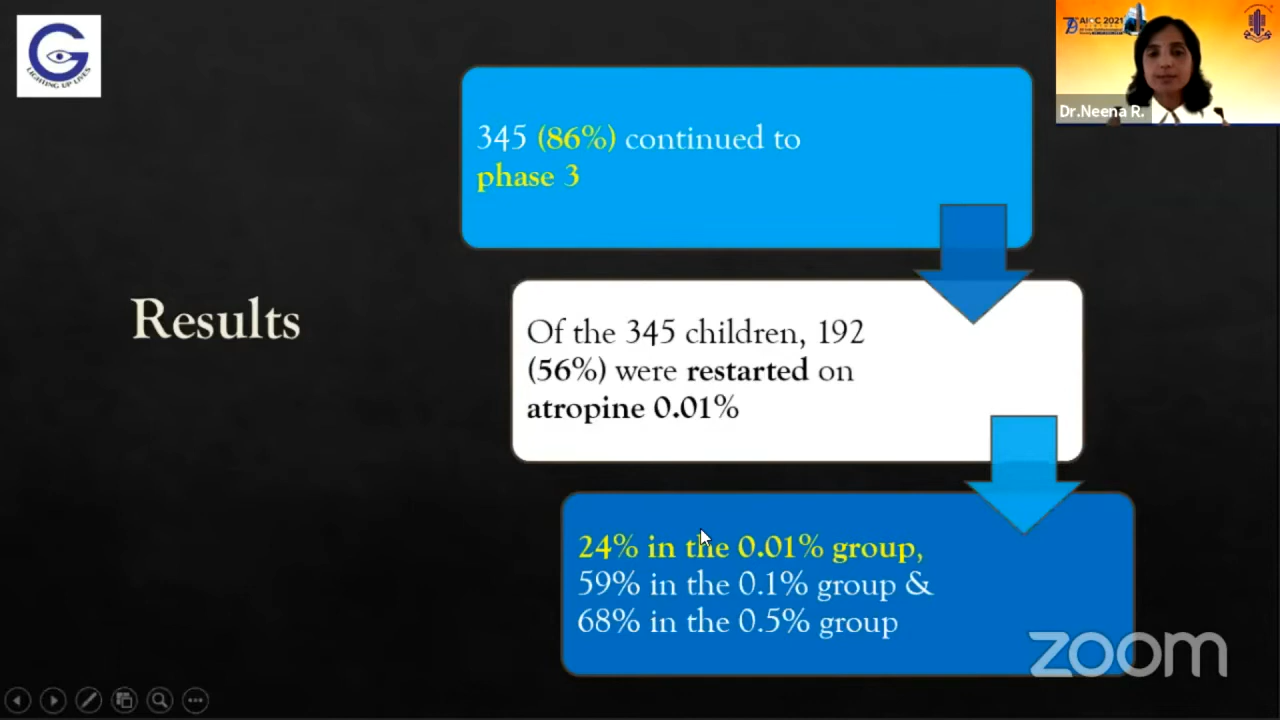 G
LIGHTING UP LIVES
345 (86%) continued to
phase 3
Results
Of the 345 children, 192
(56%) were restarted on
atropine 0.01%
24% in the 0.01% group,
59% in the 0.1% group &
68% in the 0.5% group
AIOC 2021
Dr.Neena R.
zoom